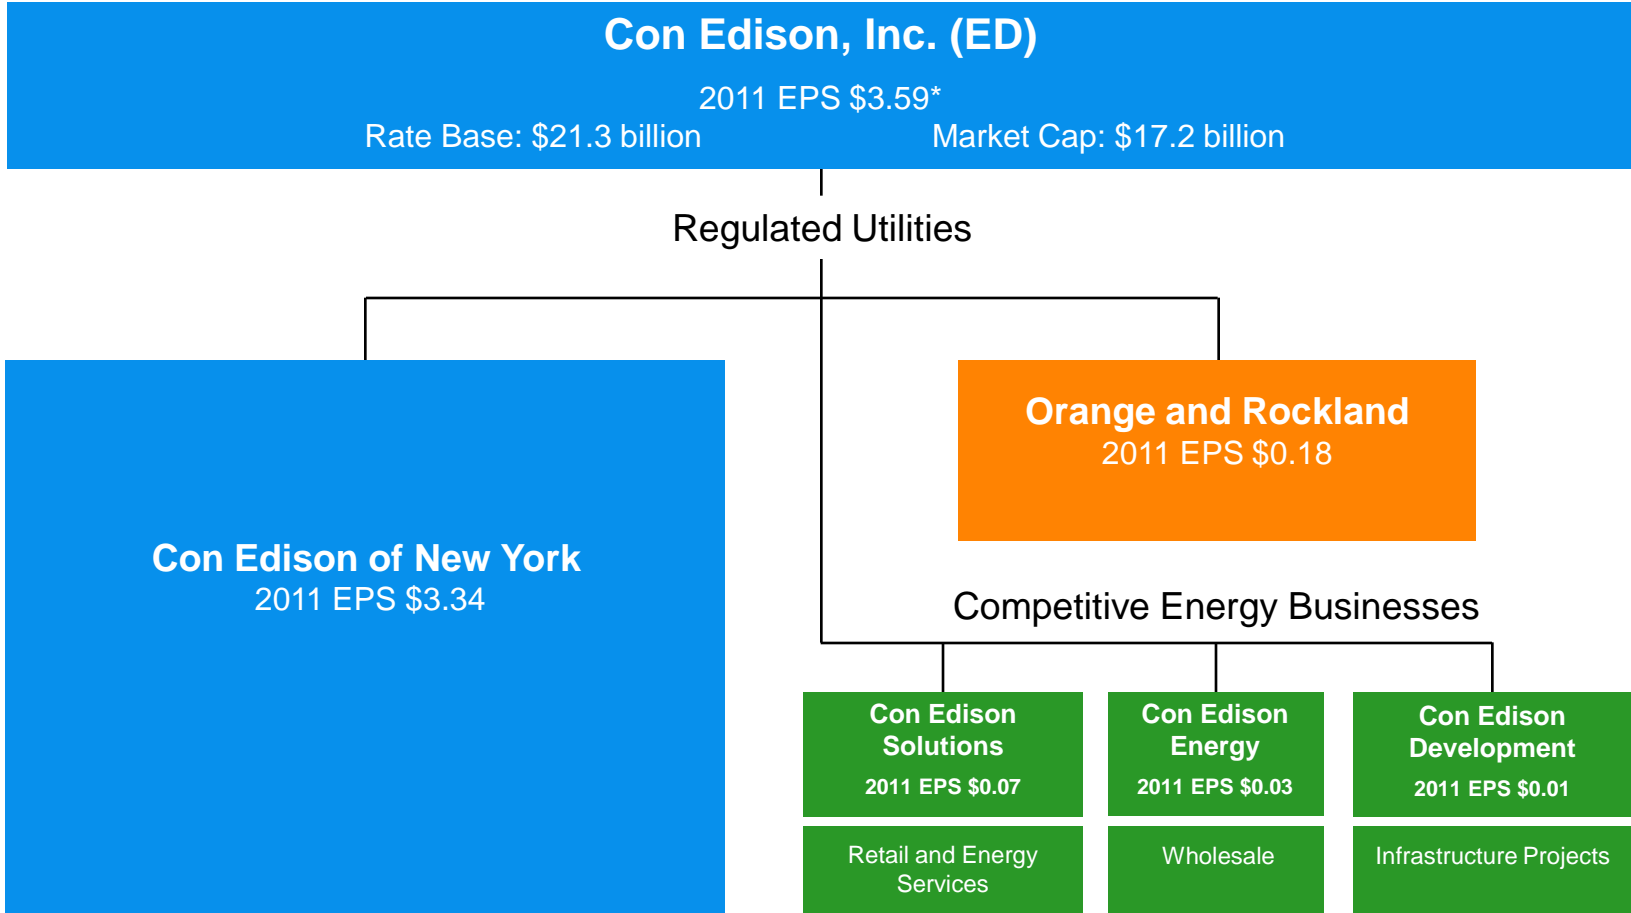 Con Edison, Inc. (ED)
2011 EPS $3.59*
Rate Base: $21.3 billion
Market Cap: $17.2 billion
Regulated Utilities
Con Edison of New York
2011 EPS $3.34
Orange and Rockland
2011 EPS $0.18
Competitive Energy Businesses
Con Edison
Solutions
2011 EPS $0.07
Retail and Energy
Services
Con Edison
Energy
2011 EPS $0.03
Wholesale
Con Edison
Development
2011 EPS $0.01
Infrastructure Projects